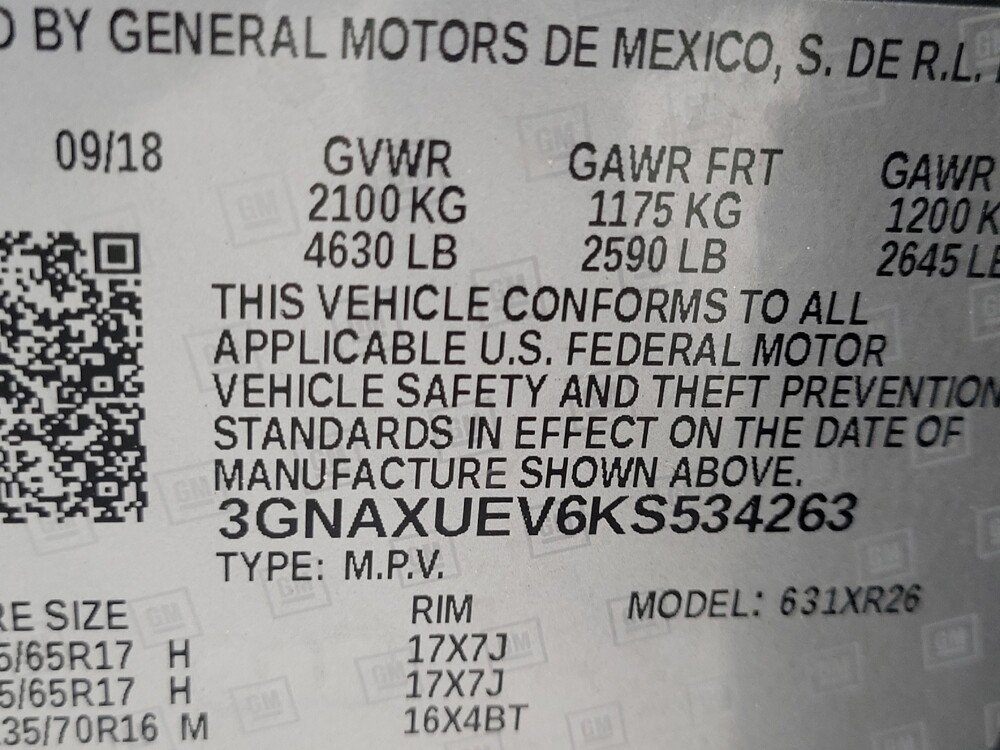 D BY GENERAL MOTORS DE MEXICO, S. DE R.L.
09/18 GVWR GAWR FRT GAWR
2100 KG 1175 KG 1200 K
4630 LB 2590 LB 2645 LB
THIS VEHICLE CONFORMS TO ALL
APPLICABLE U.S. FEDERAL MOTOR
VEHICLE SAFETY AND THEFT PREVENTION
STANDARDS IN EFFECT ON THE DATE OF
MANUFACTURE SHOWN ABOVE.
3GNAXUEV6KS534263
TYPE: M.P.V.
RE SIZE RIM MODEL: 631XR26
5/65R17 H 17X7J
5/65R17 H 17X7J
235/70R16 M 16X4BT